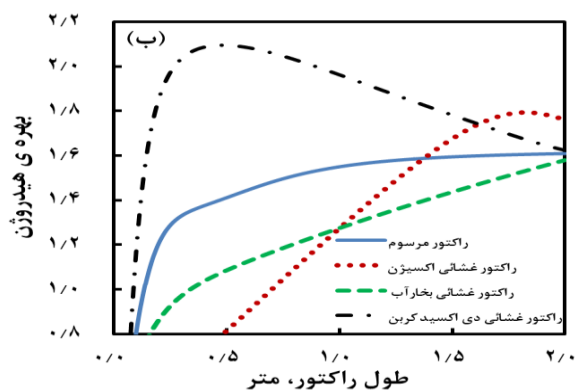 (ب)
بهره ی هیدروژن
۲/۲
۲/۰
۱/۸
۱/۶
۱/۴
۱/۲
۱/۰
۰/۸
راکتور مرسوم
راکتور غشائی اکسیژن
راکتور غشائی بخارآب
راکتور غشائی دی اکسید کربن
۰/۰ ۰/۵ ۱/۰ ۱/۵ ۲/۰
طول راکتور، متر